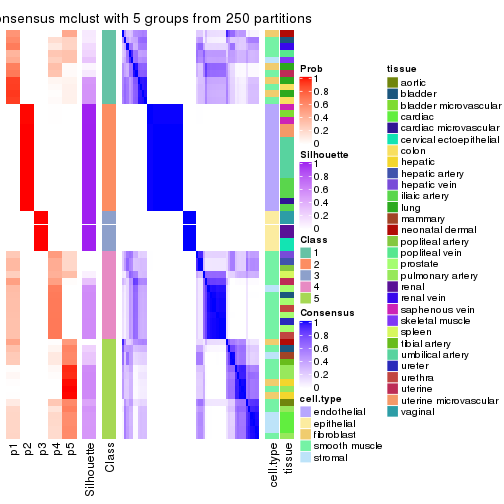 onsensus mclust with 5 groups from 250 partitions
Prob
1
0.8
0.6
0.4
0.2
0
Silhouette
1
0.8
0.6
0.4
0.2
0
Class
1
2
3
4
5
Consensus
1
0.8
0.6
0.4
0.2
0
cell.type
endothelial
epithelial
fibroblast
smooth muscle
stromal
tissue
aortic
bladder
bladder microvascular
cardiac
cardiac microvascular
cervical ectoepithelial
colon
hepatic
hepatic artery
hepatic vein
iliac artery
lung
mammary
neonatal dermal
popliteal artery
popliteal vein
prostate
pulmonary artery
renal
renal vein
saphenous vein
skeletal muscle
spleen
tibial artery
umbilical artery
ureter
urethra
uterine
uterine microvascular
vaginal
p1
p2
p3
p4
p5
Silhouette
Class
cell.type
tissue